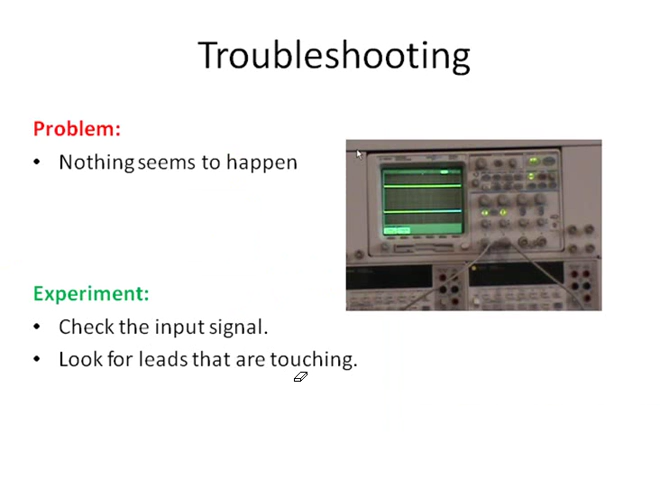 Troubleshooting
Problem:
• Nothing seems to happen
Experiment:
• Check the input signal.
• Look for leads that are touching.